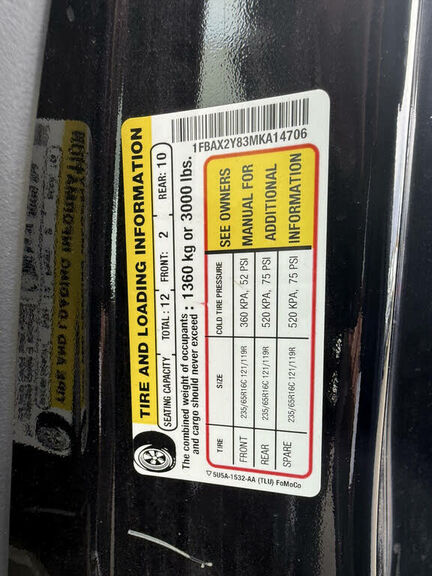 TIRE AND LOADING INFORMATION
SEATING CAPACITY TOTAL: 12 FRONT: 2 REAR: 10
The combined weight of occupants
and cargo should never exceed : 1360 kg or 3000 lbs.
TIRE SIZE COLD TIRE PRESSURE SEE OWNERS
FRONT 235/65R16C 121/119R 360 KPA, 52 PSI MANUAL FOR
REAR 235/65R16C 121/119R 520 KPA, 75 PSI ADDITIONAL
SPARE 235/65R16C 121/119R 520 KPA, 75 PSI INFORMATION
5U5A-1532-AA (TLU) FoMoCo
1FBAX2Y83MKA14706